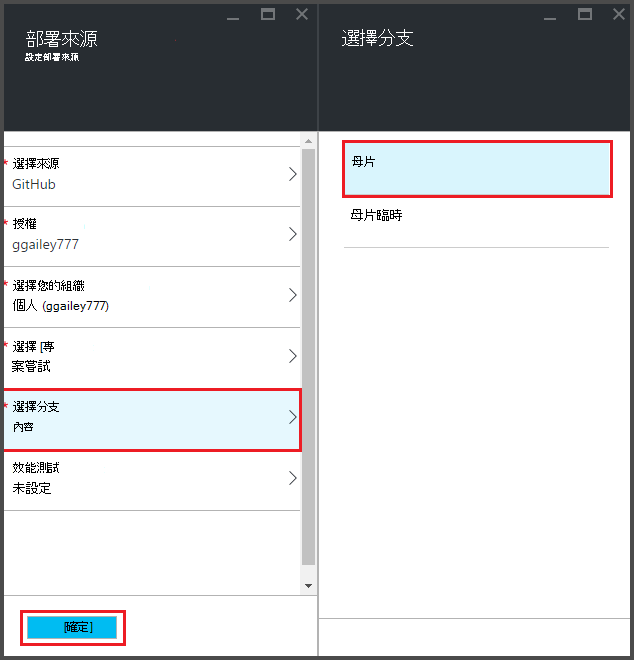 部署來源
設定部署來源
* 選擇來源
GitHub
* 授權
ggailey777
* 選擇您的組織
個人 (ggailey777)
* 選擇 [專
案嘗試
* 選擇分支
內容
效能測試
未設定
[確定]
選擇分支
母片
母片臨時